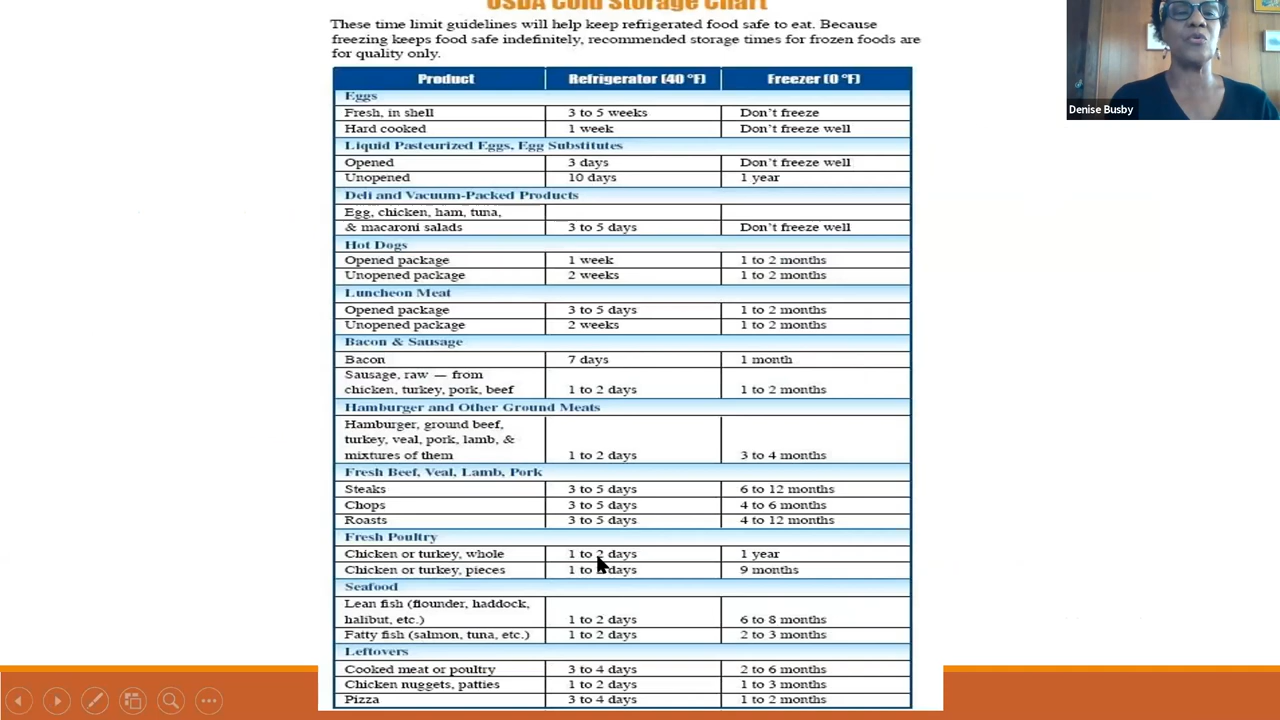 USDA Cold Storage Chart
These time limit guidelines will help keep refrigerated food safe to eat. Because
freezing keeps food safe indefinitely, recommended storage times for frozen foods are
for quality only.
Product Refrigerator (40 °F) Freezer (0 °F)
Eggs
Fresh, in shell 3 to 5 weeks Don't freeze
Hard cooked 1 week Don't freeze well
Liquid Pasteurized Eggs, Egg Substitutes
Opened 3 days Don't freeze well
Unopened 10 days 1 year
Deli and Vacuum-Packed Products
Egg, chicken, ham, tuna,
& macaroni salads 3 to 5 days Don't freeze well
Hot Dogs
Opened package 1 week 1 to 2 months
Unopened package 2 weeks 1 to 2 months
Luncheon Meat
Opened package 3 to 5 days 1 to 2 months
Unopened package 2 weeks 1 to 2 months
Bacon & Sausage
Bacon 7 days 1 month
Sausage, raw — from
chicken, turkey, pork, beef 1 to 2 days 1 to 2 months
Hamburger and Other Ground Meats
Hamburger, ground beef,
turkey, veal, pork, lamb, &
mixtures of them 1 to 2 days 3 to 4 months
Fresh Beef, Veal, Lamb, Pork
Steaks 3 to 5 days 6 to 12 months
Chops 3 to 5 days 4 to 6 months
Roasts 3 to 5 days 4 to 12 months
Fresh Poultry
Chicken or turkey, whole 1 to 2 days 1 year
Chicken or turkey, pieces 1 to days 9 months
Seafood
Lean fish (flounder, haddock,
halibut, etc.) 1 to 2 days 6 to 8 months
Fatty fish (salmon, tuna, etc.) 1 to 2 days 2 to 3 months
Leftovers
Cooked meat or poultry 3 to 4 days 2 to 6 months
Chicken nuggets, patties 1 to 2 days 1 to 3 months
Pizza 3 to 4 days 1 to 2 months
Denise Busby